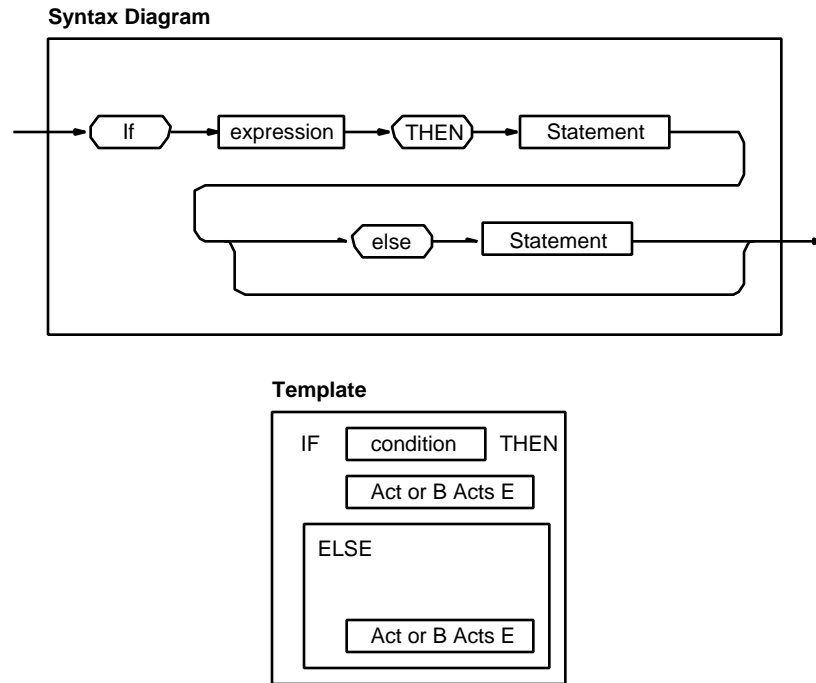 Syntax Diagram
If expression THEN Statement
else Statement
Template
IF condition THEN
Act or B Acts E
ELSE
Act or B Acts E